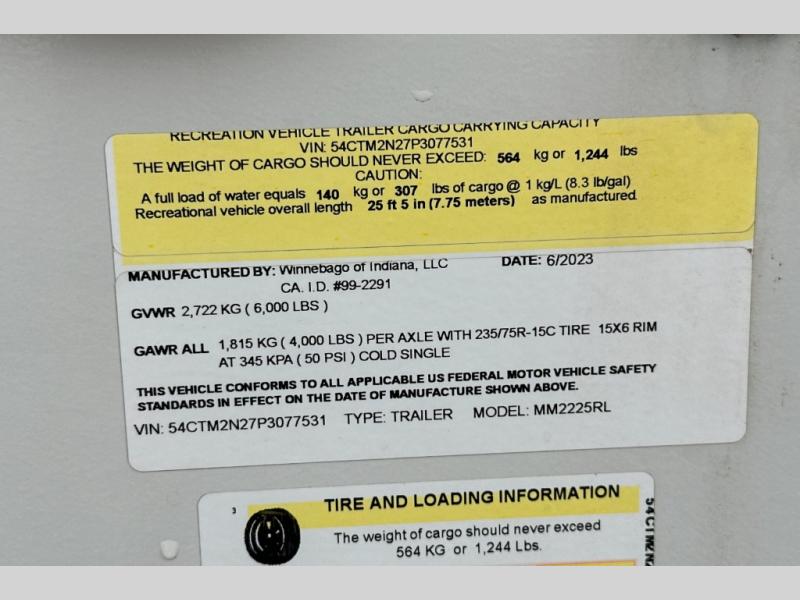 RECREATION VEHICLE TRAILER CARGO CARRYING CAPACITY
VIN: 54CTM2N27P3077531
THE WEIGHT OF CARGO SHOULD NEVER EXCEED: 564 kg or 1,244 lbs
CAUTION:
A full load of water equals 140 kg or 307 lbs of cargo @ 1 kg/L (8.3 lb/gal)
Recreational vehicle overall length 25 ft 5 in (7.75 meters) as manufactured
MANUFACTURED BY: Winnebago of Indiana, LLC DATE: 6/2023
CA. I.D. #99-2291
GVWR 2,722 KG ( 6,000 LBS )
GAWR ALL 1,815 KG ( 4,000 LBS ) PER AXLE WITH 235/75R-15C TIRE 15X6 RIM
AT 345 KPA ( 50 PSI ) COLD SINGLE
THIS VEHICLE CONFORMS TO ALL APPLICABLE US FEDERAL MOTOR VEHICLE SAFETY
STANDARDS IN EFFECT ON THE DATE OF MANUFACTURE SHOWN ABOVE.
VIN: 54CTM2N27P3077531 TYPE: TRAILER MODEL: MM2225RL
3
TIRE AND LOADING INFORMATION
The weight of cargo should never exceed
564 KG or 1,244 Lbs.